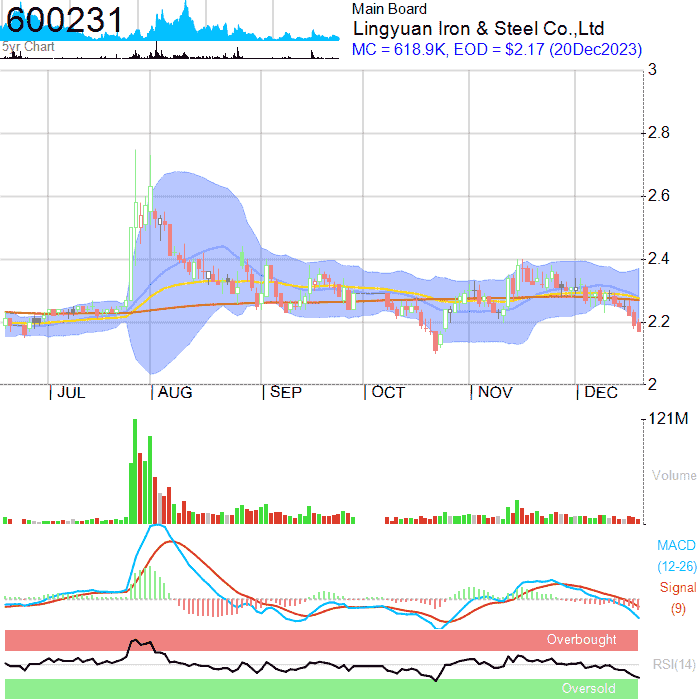 600231
Main Board
Lingyuan Iron & Steel Co.,Ltd
MC = 618.9K, EOD = $2.17 (20Dec2023)
5yr Chart
3
2.8
2.6
2.4
2.2
2
JUL
AUG
SEP
OCT
NOV
DEC
121M
Volume
MACD
(12-26)
Signal
(9)
Overbought
RSI(14)
Oversold